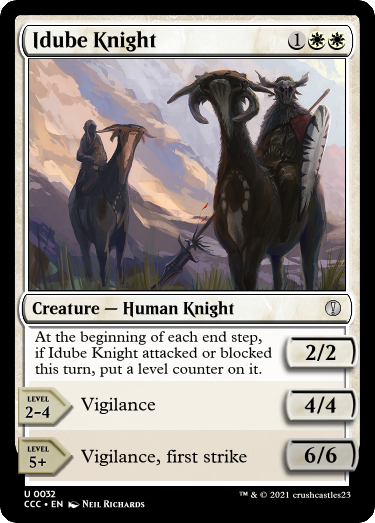 Idube Knight 1
Creature — Human Knight
At the beginning of each end step,
if Idube Knight attacked or blocked
this turn, put a level counter on it.
2/2
LEVEL
2-4
Vigilance
4/4
LEVEL
5+
Vigilance, first strike
6/6
U 0032
CCC • EN Neil Richards
™ & © 2021 crushcastles23